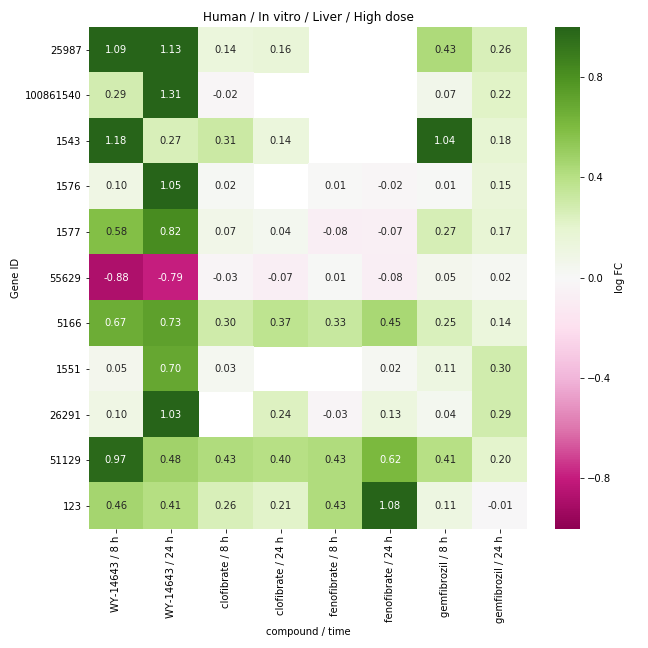 Human / In vitro / Liver / High dose
25987 1.09 1.13 0.14 0.16 0.43 0.26
100861540 0.29 1.31 -0.02 0.07 0.22
1543 1.18 0.27 0.31 0.14 1.04 0.18
1576 0.10 1.05 0.02 0.01 -0.02 0.01 0.15
1577 0.58 0.82 0.07 0.04 -0.08 -0.07 0.27 0.17
55629 -0.88 -0.79 -0.03 -0.07 0.01 -0.08 0.05 0.02
5166 0.67 0.73 0.30 0.37 0.33 0.45 0.25 0.14
1551 0.05 0.70 0.03 0.02 0.11 0.30
26291 0.10 1.03 0.24 -0.03 0.13 0.04 0.29
51129 0.97 0.48 0.43 0.40 0.43 0.62 0.41 0.20
123 0.46 0.41 0.26 0.21 0.43 1.08 0.11 -0.01
Gene ID
WY-14643 / 8 h
WY-14643 / 24 h
clofibrate / 8 h
clofibrate / 24 h
fenofibrate / 8 h
fenofibrate / 24 h
gemfibrozil / 8 h
gemfibrozil / 24 h
compound / time
0.8
0.4
0.0
−0.4
−0.8
log FC